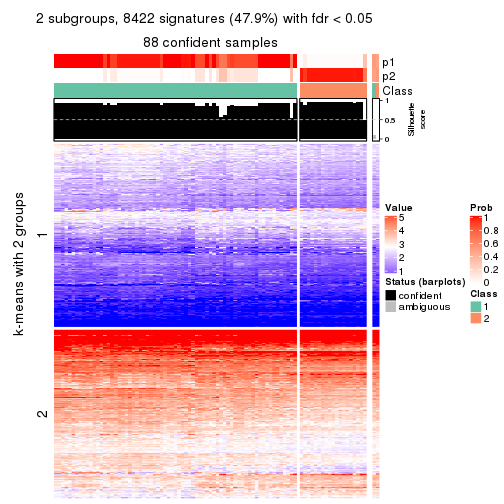 2 subgroups, 8422 signatures (47.9%) with fdr < 0.05
88 confident samples
p1
p2
Class
1
0.5
0
Silhouette
score
k-means with 2 groups
1
2
Value
5
4
3
2
1
Prob
1
0.8
0.6
0.4
0.2
0
Status (barplots)
confident
ambiguous
Class
1
2